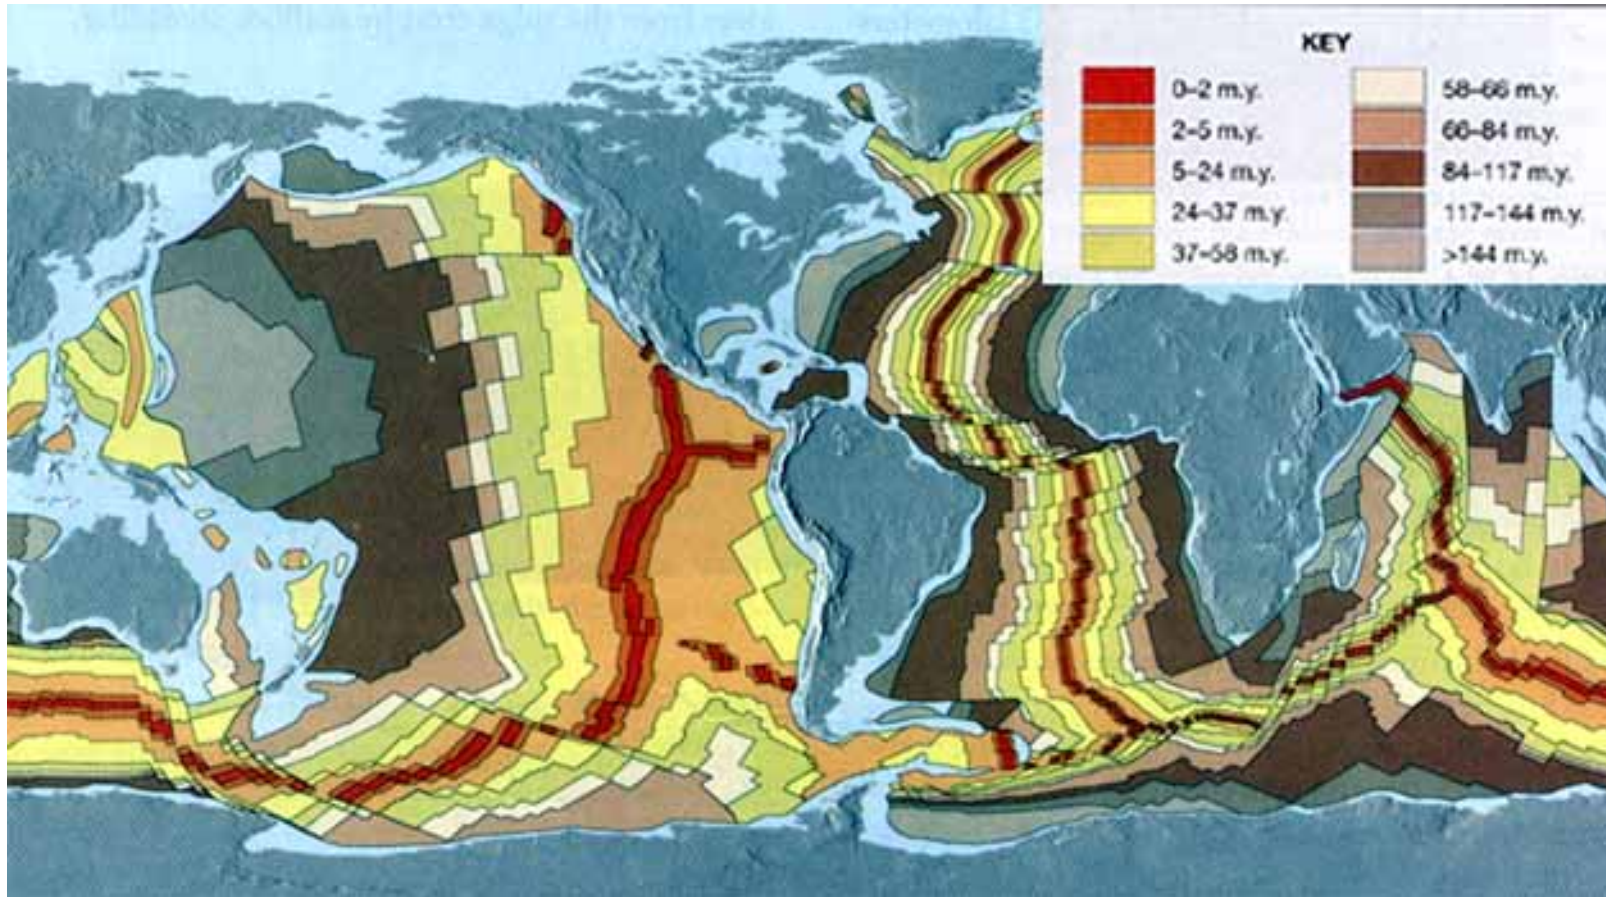 KEY
0–2 m.y.
2–5 m.y.
5–24 m.y.
24–37 m.y.
37–58 m.y.
58–66 m.y.
66–84 m.y.
84–117 m.y.
117–144 m.y.
>144 m.y.